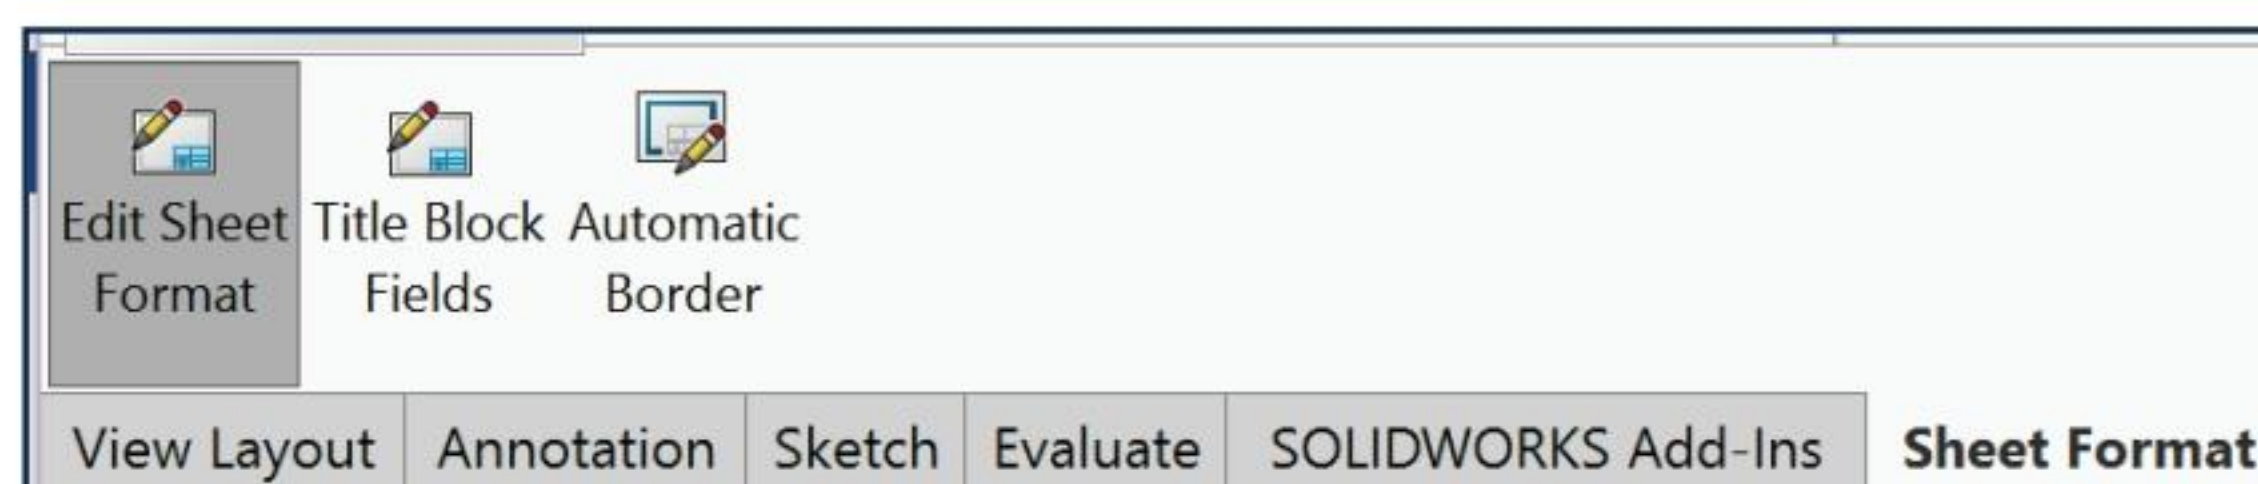 Edit Sheet Format
Title Block Fields
Automatic Border
View Layout
Annotation
Sketch
Evaluate
SOLIDWORKS Add-Ins
Sheet Format